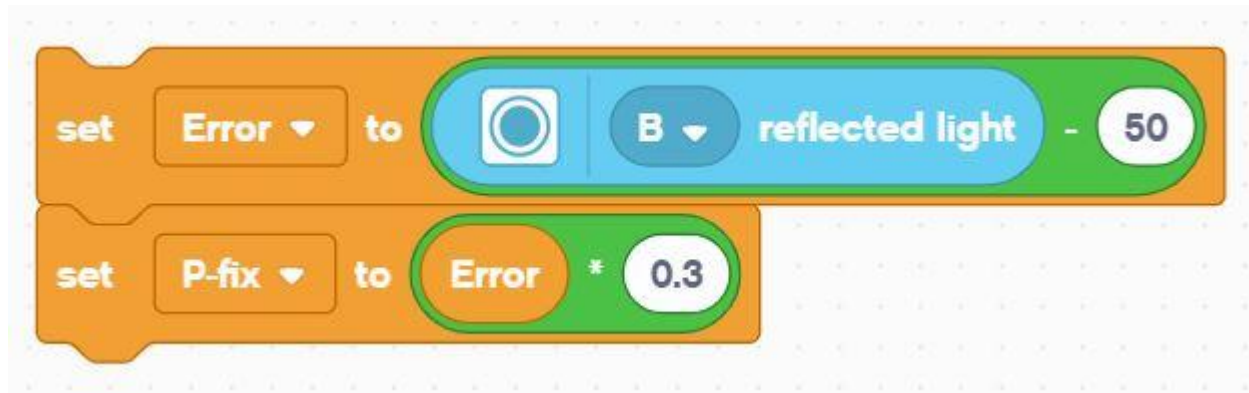 set Error to B reflected light - 50
set P-fix to Error * 0.3